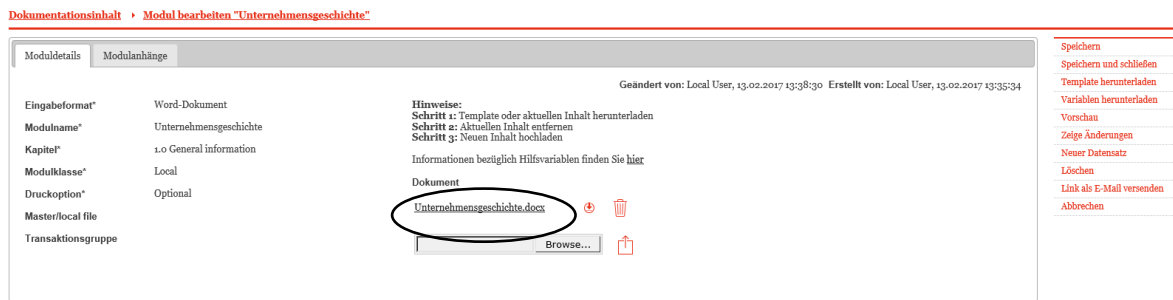 Dokumentationsinhalt ▸ Modul bearbeiten "Unternehmensgeschichte"
Moduldetails Modulanhänge
Geändert von: Local User, 13.02.2017 13:38:30 Erstellt von: Local User, 13.02.2017 13:35:34
Eingabeformat* Word-Dokument
Modulname* Unternehmensgeschichte
Kapitel* 1.0 General information
Modulklasse* Local
Druckoption* Optional
Master/local file
Transaktionsgruppe
Hinweise:
Schritt 1: Template oder aktuellen Inhalt herunterladen
Schritt 2: Aktuellen Inhalt entfernen
Schritt 3: Neuen Inhalt hochladen
Informationen bezüglich Hilfsvariablen finden Sie hier
Dokument
Unternehmensgeschichte.docx
Browse...
Speichern
Speichern und schließen
Template herunterladen
Variablen herunterladen
Vorschau
Zeige Änderungen
Neuer Datensatz
Löschen
Link als E-Mail versenden
Abbrechen